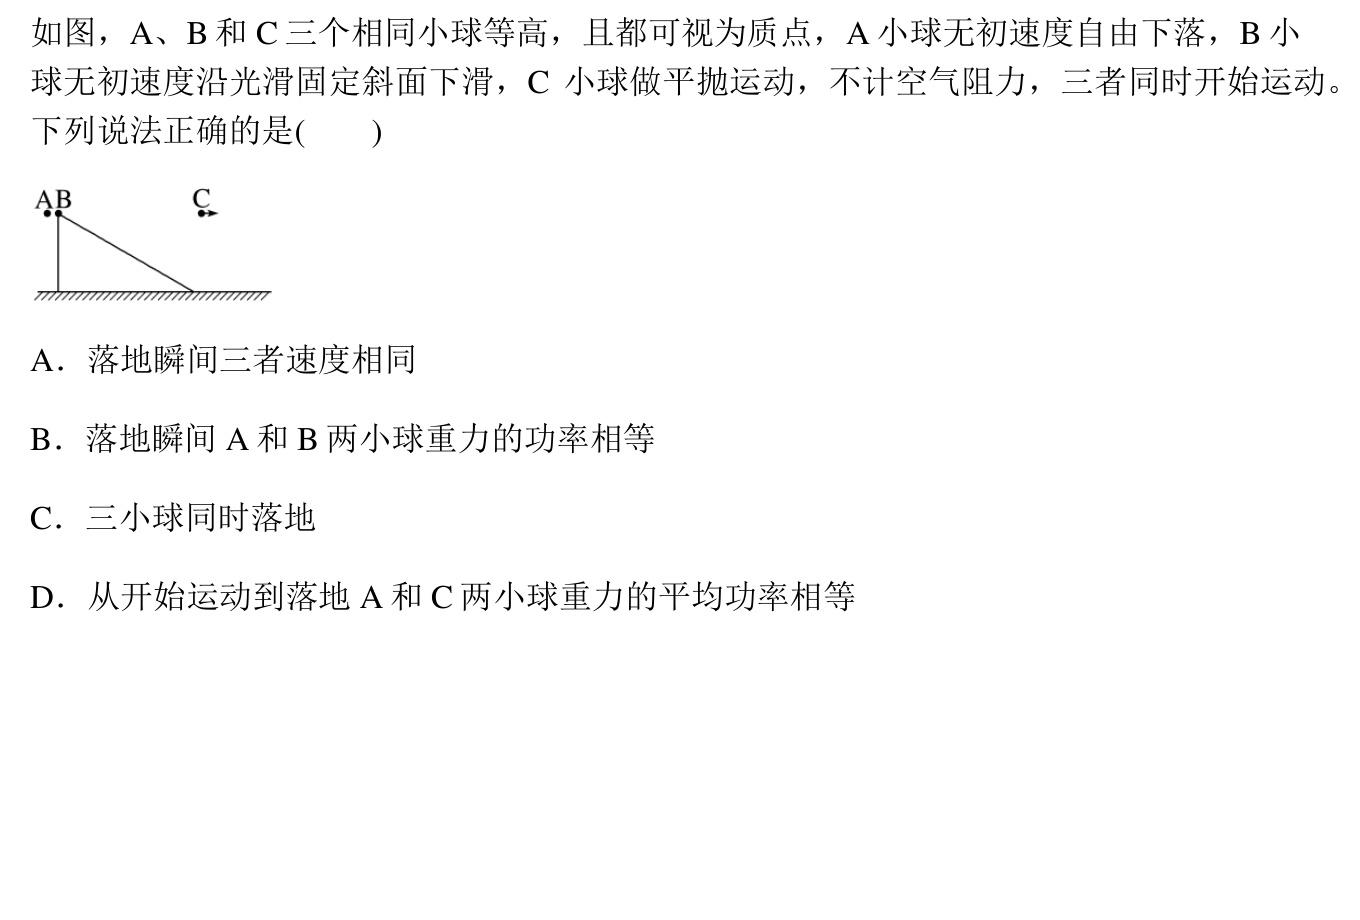 如图，A、B 和 C 三个相同小球等高，且都可视为质点，A 小球无初速度自由下落，B 小
球无初速度沿光滑固定斜面下滑，C 小球做平抛运动，不计空气阻力，三者同时开始运动。
下列说法正确的是(　　)
AB C
A．落地瞬间三者速度相同
B．落地瞬间 A 和 B 两小球重力的功率相等
C．三小球同时落地
D．从开始运动到落地 A 和 C 两小球重力的平均功率相等